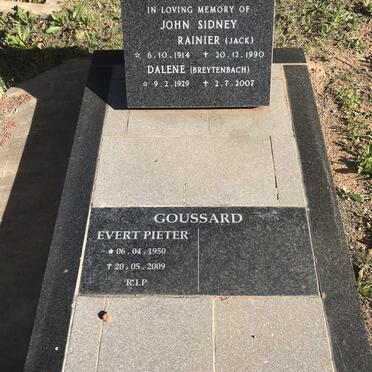 IN LOVING MEMORY OF
JOHN SIDNEY
RAINIER (JACK)
☆ 6.10.1914 ✝ 20.12.1990
DALENE (BREYTENBACH)
☆ 9.2.1929 ✝ 2.7.2007
GOUSSARD
EVERT PIETER
★ 06.04.1950
✝ 20.05.2009
R.I.P